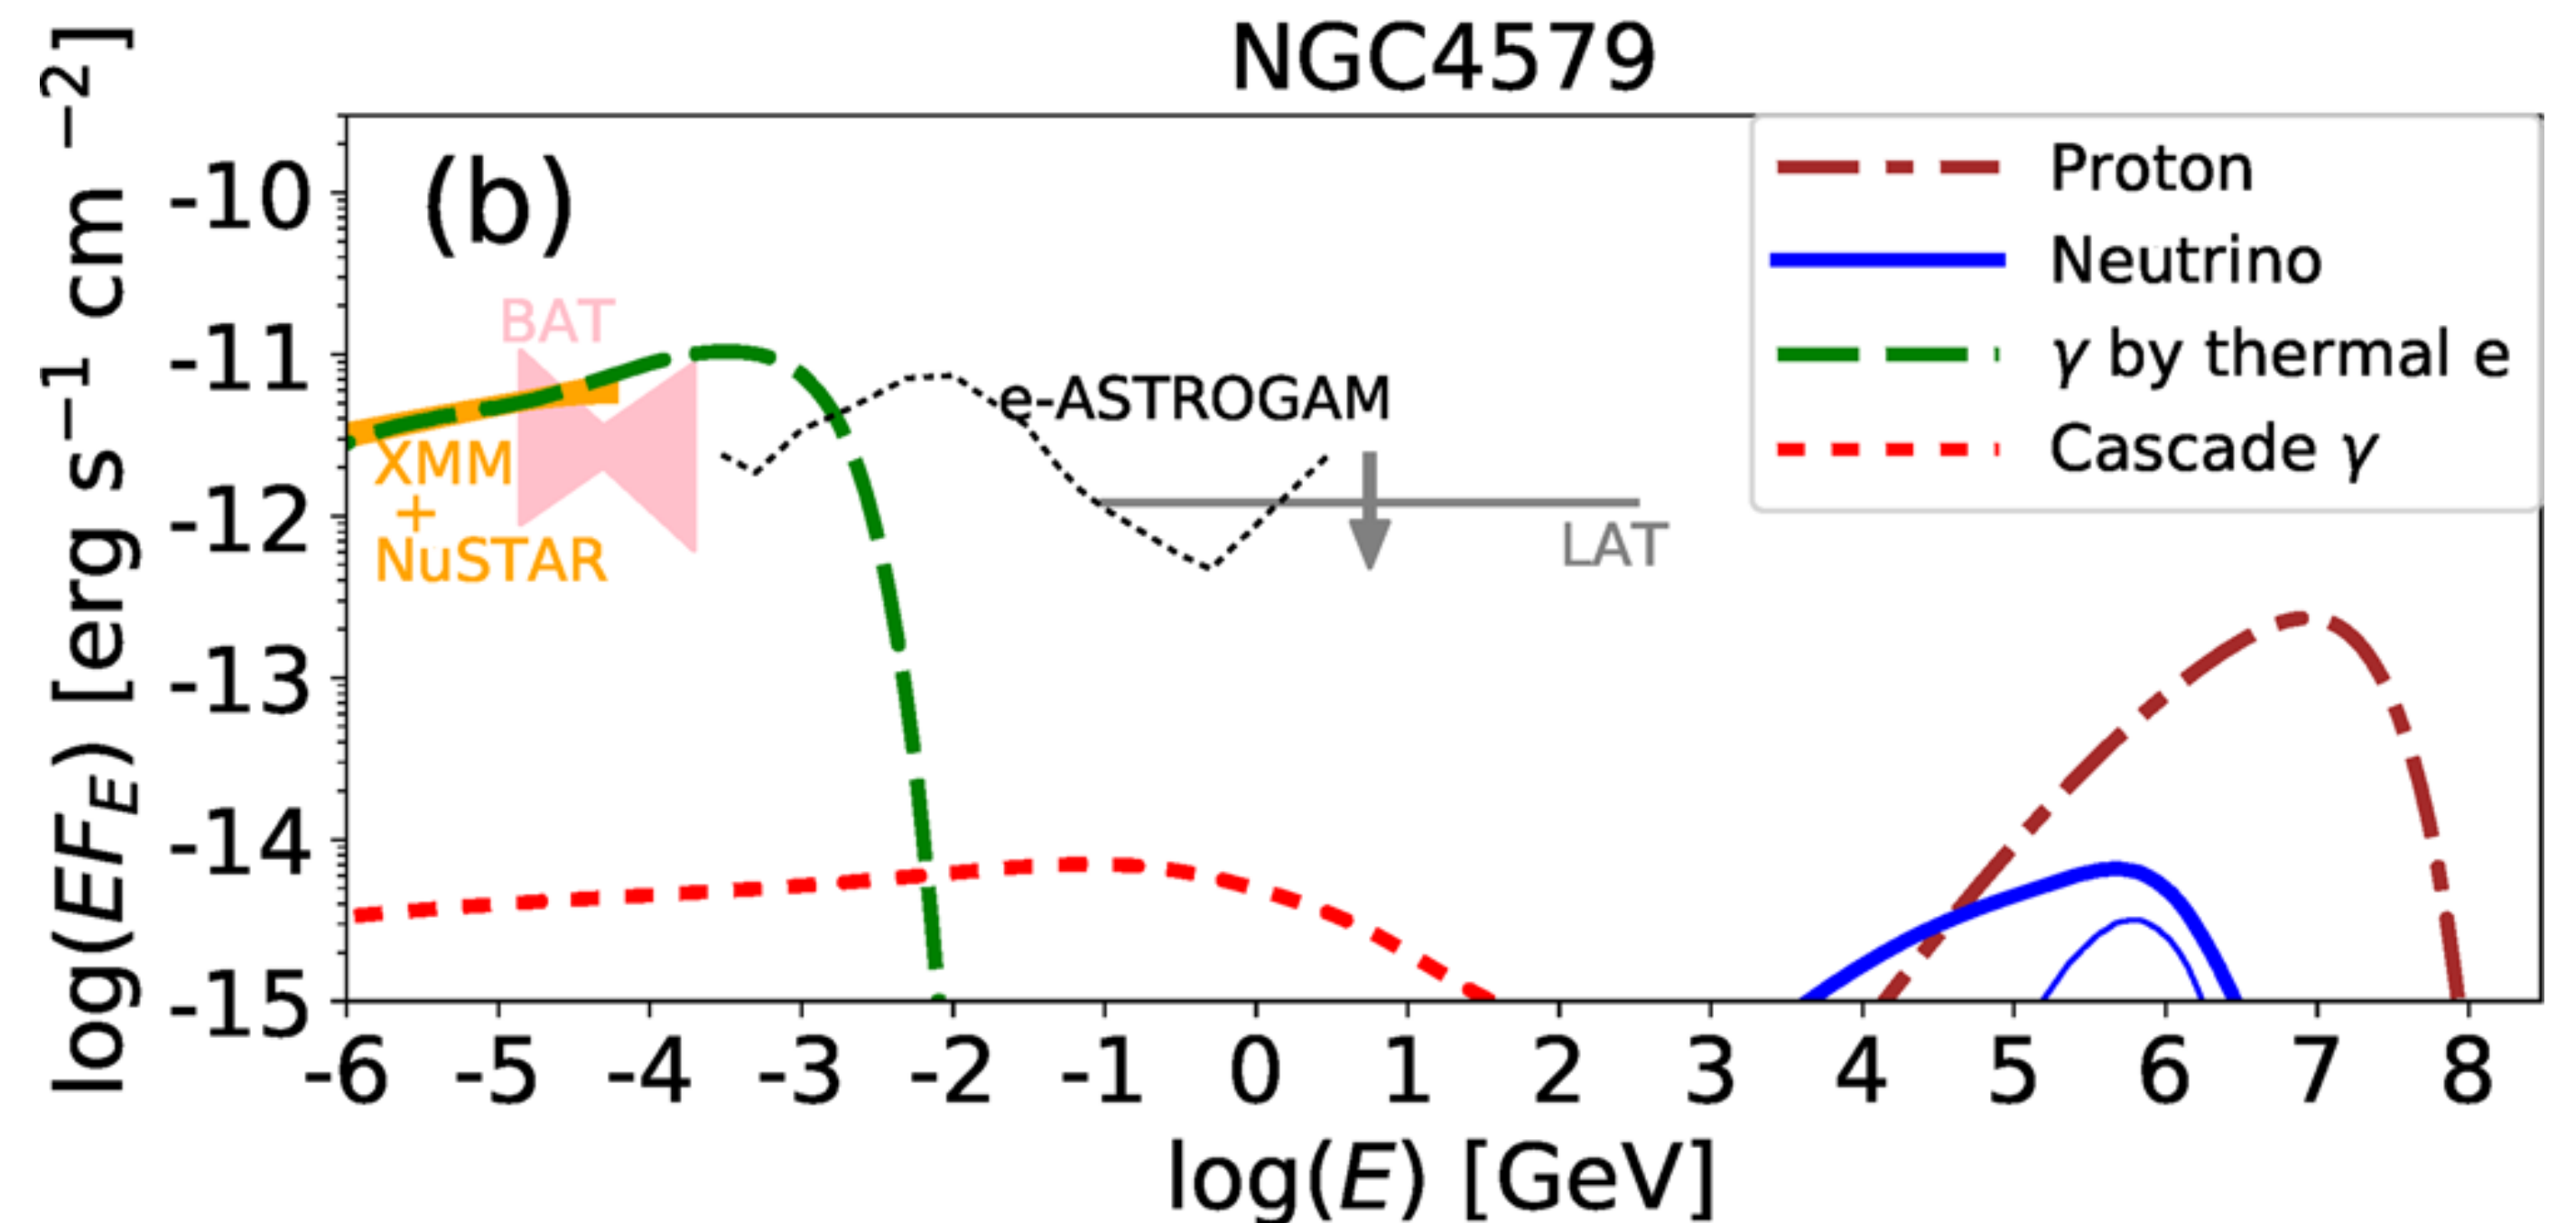 NGC4579
log(EF_E) [erg s⁻¹ cm ⁻²]
(b)
-10
-11
-12
-13
-14
-15
BAT
XMM
+
NuSTAR
e-ASTROGAM
LAT
Proton
Neutrino
γ by thermal e
Cascade γ
-6 -5 -4 -3 -2 -1 0 1 2 3 4 5 6 7 8
log(E) [GeV]